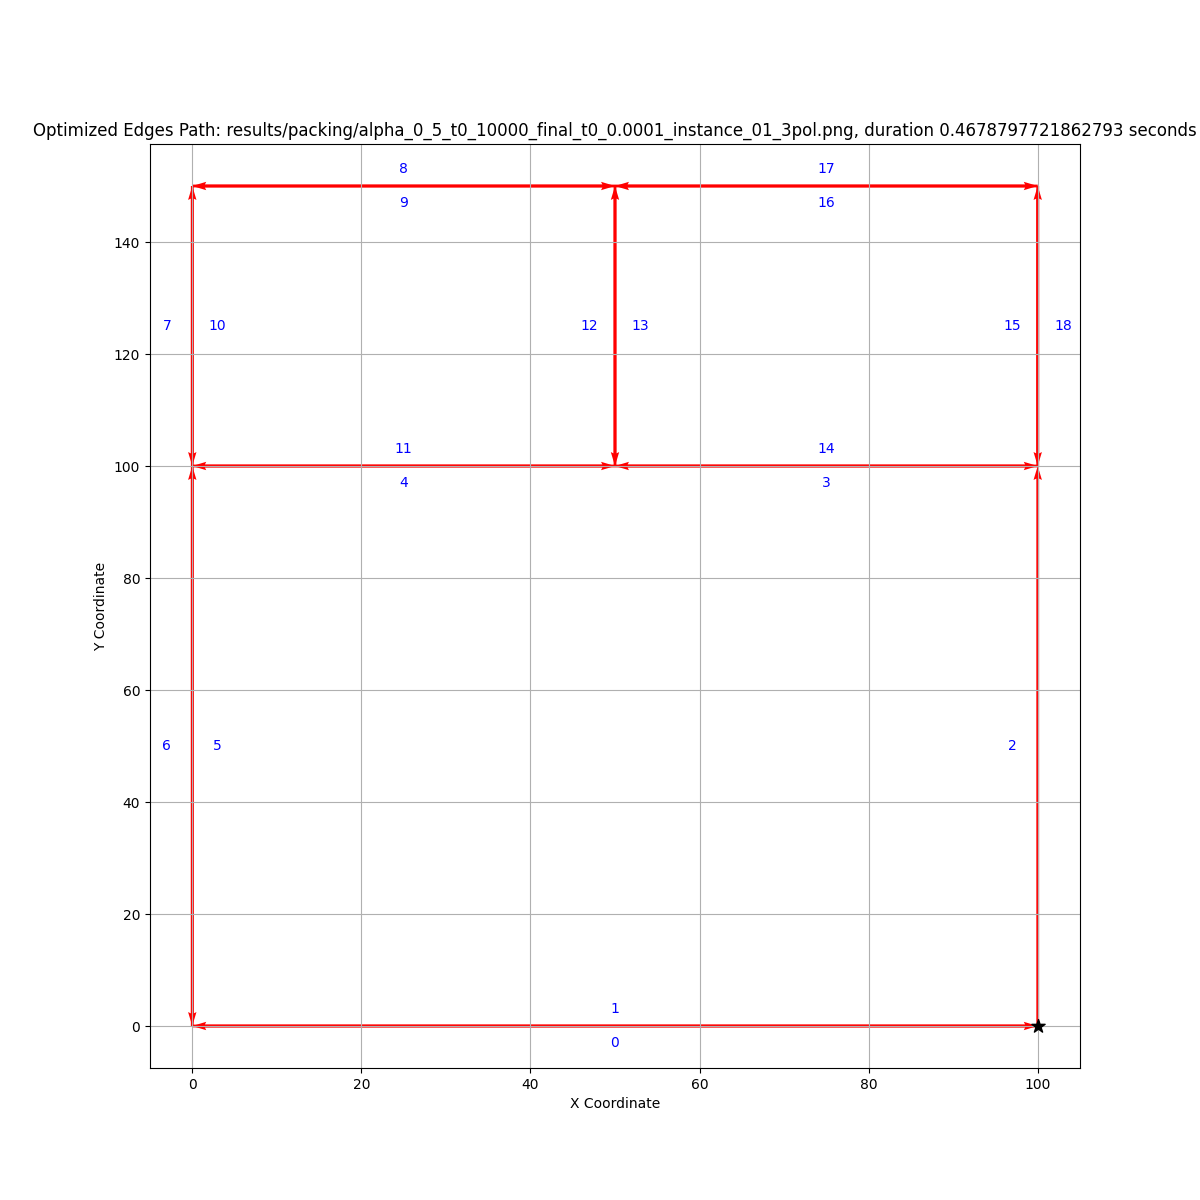 Optimized Edges Path: results/packing/alpha_0_5_t0_10000_final_t0_0.0001_instance_01_3pol.png, duration 0.4678797721862793 seconds
8 17
9 16
140
7 10 12 13 15 18
120
11 14
100
4 3
80
Y Coordinate
60
6 5 2
40
20
1
0
0
0 20 40 60 80 100
X Coordinate